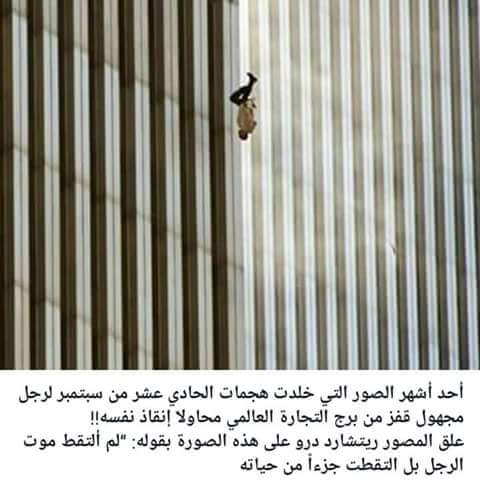 أحد أشهر الصور التي خلدت هجمات الحادي عشر من سبتمبر لرجل
مجهول قفز من برج التجارة العالمي محاولا إنقاذ نفسه!!
علق المصور ريتشارد درو على هذه الصورة بقوله: "لم ألتقط موت
الرجل بل التقطت جزءاً من حياته